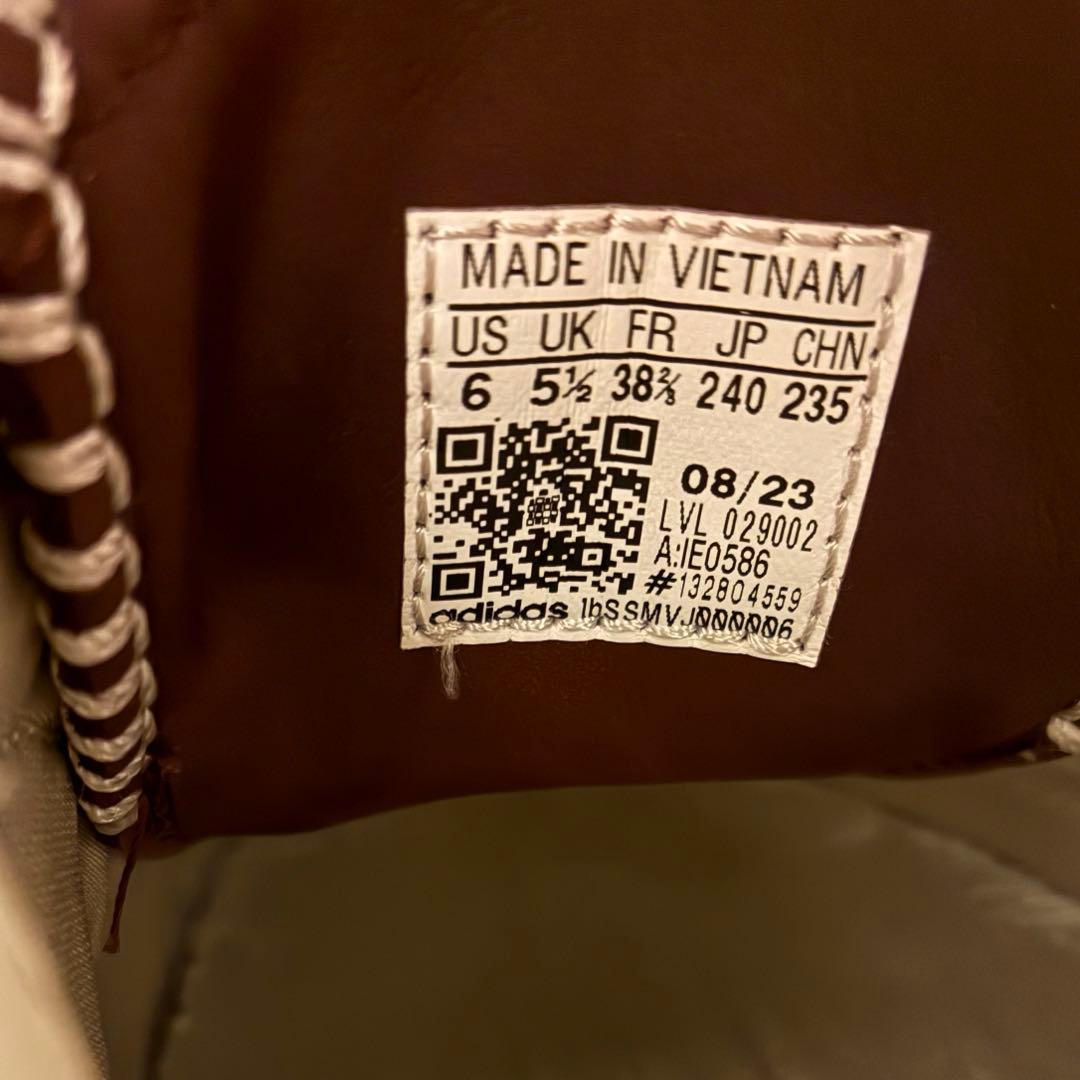 MADE IN VIETNAM
US UK FR JP CHN
6 5½ 38⅔ 240 235
08/23
LVL 029002
A:IE0586
#132804559
adidas lbSSMVJ000006